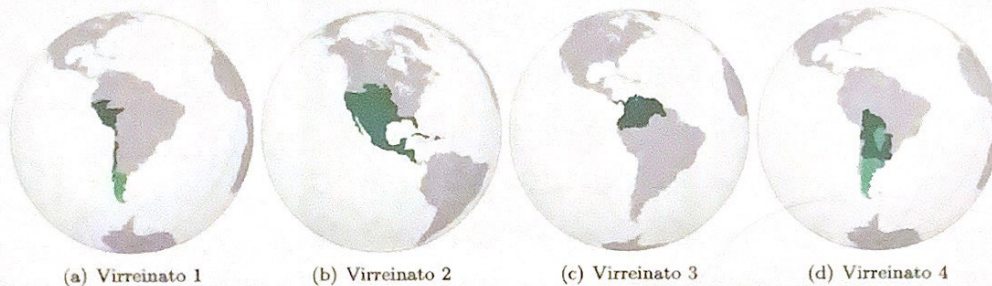 (a) Virreinato 1
(b) Virreinato 2
(c) Virreinato 3
(d) Virreinato 4